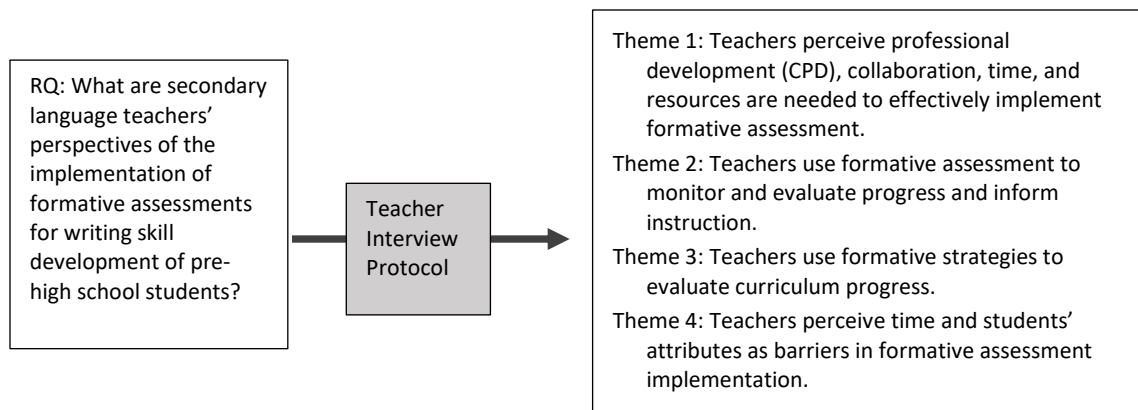 RQ: What are secondary
language teachers’
perspectives of the
implementation of
formative assessments
for writing skill
development of pre-
high school students?
Teacher
Interview
Protocol
Theme 1: Teachers perceive professional
development (CPD), collaboration, time, and
resources are needed to effectively implement
formative assessment.
Theme 2: Teachers use formative assessment to
monitor and evaluate progress and inform
instruction.
Theme 3: Teachers use formative strategies to
evaluate curriculum progress.
Theme 4: Teachers perceive time and students’
attributes as barriers in formative assessment
implementation.